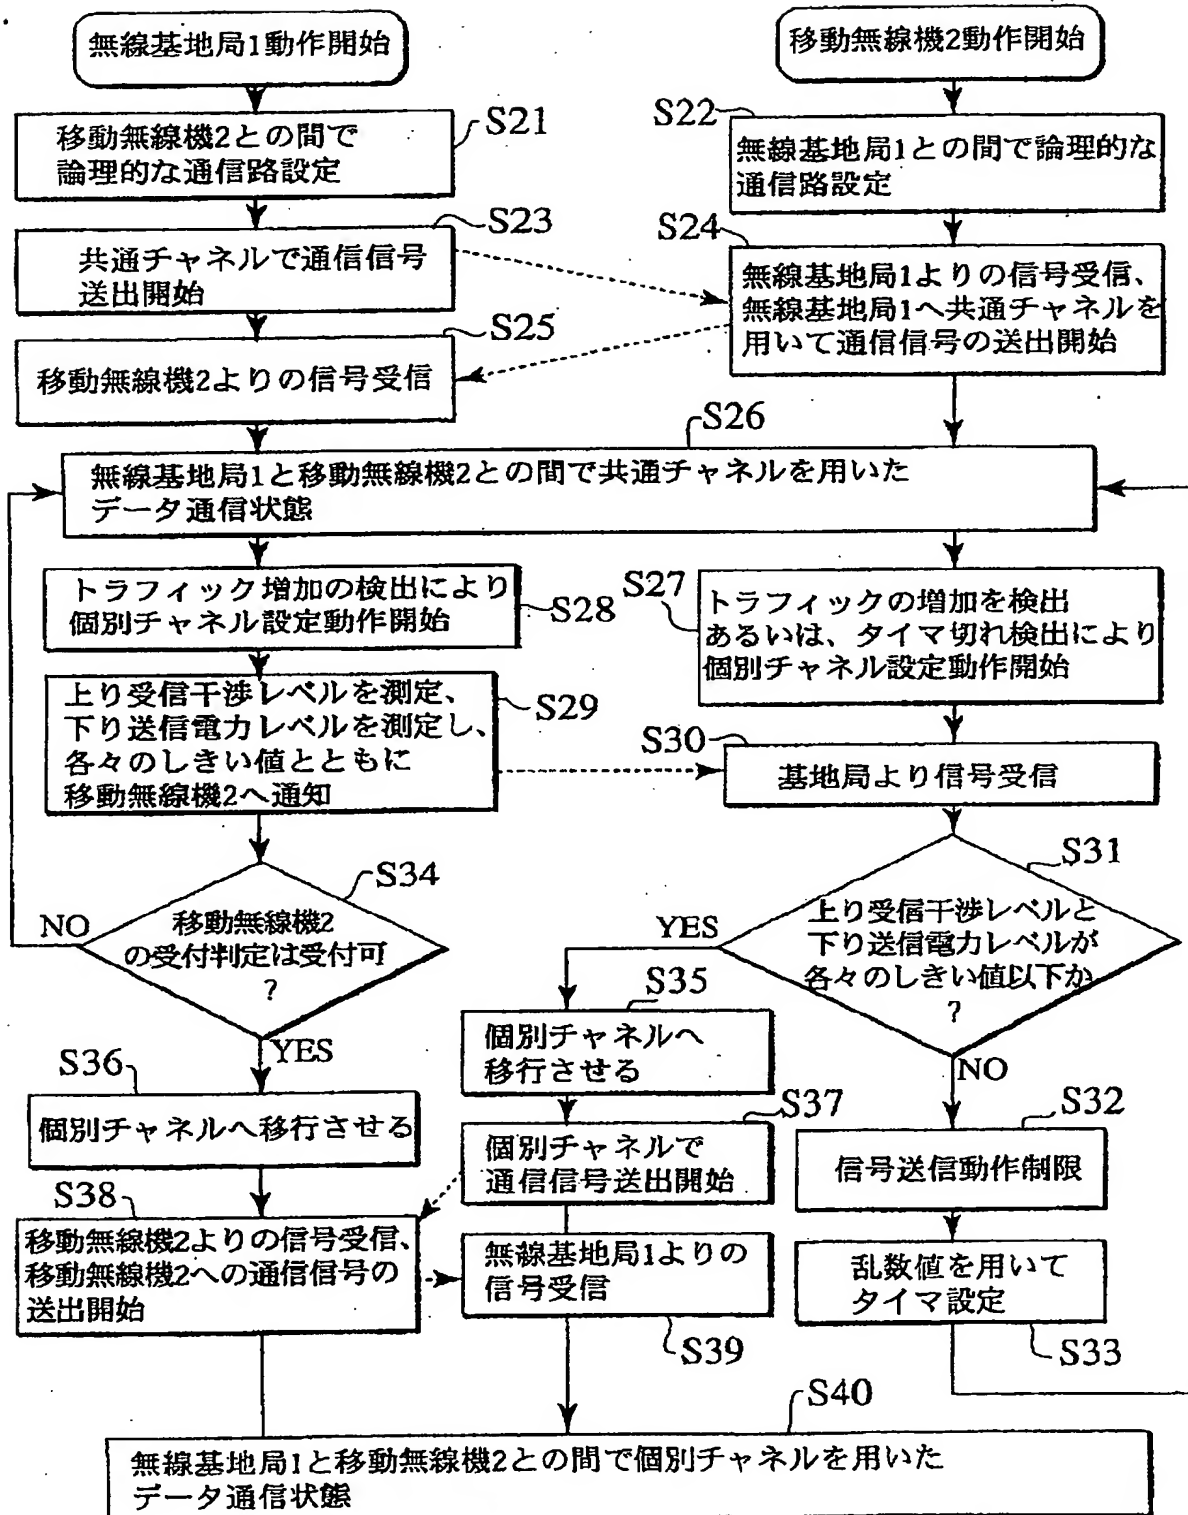 無線基地局1動作開始
移動無線機2動作開始
S21
移動無線機2との間で
論理的な通信路設定
S22
無線基地局1との間で論理的な
通信路設定
S23
共通チャネルで通信信号
送出開始
S24
無線基地局1よりの信号受信、
無線基地局1へ共通チャネルを
用いて通信信号の送出開始
S25
移動無線機2よりの信号受信
S26
無線基地局1と移動無線機2との間で共通チャネルを用いた
データ通信状態
トラフィック増加の検出により
個別チャネル設定動作開始
S28
S27
トラフィックの増加を検出
あるいは、タイマ切れ検出により
個別チャネル設定動作開始
上り受信干渉レベルを測定、
下り送信電力レベルを測定し、
各々のしきい値とともに
移動無線機2へ通知
S29
S30
基地局より信号受信
S34
NO
移動無線機2
の受付判定は受付可
?
YES
S31
YES
上り受信干渉レベルと
下り送信電力レベルが
各々のしきい値以下か
?
NO
S35
個別チャネルへ
移行させる
S36
個別チャネルへ移行させる
S37
個別チャネルで
通信信号送出開始
S32
信号送信動作制限
S38
移動無線機2よりの信号受信、
移動無線機2への通信信号の
送出開始
無線基地局1よりの
信号受信
S39
乱数値を用いて
タイマ設定
S33
S40
無線基地局1と移動無線機2との間で個別チャネルを用いた
データ通信状態